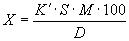 X = K'· S · M · 100
D